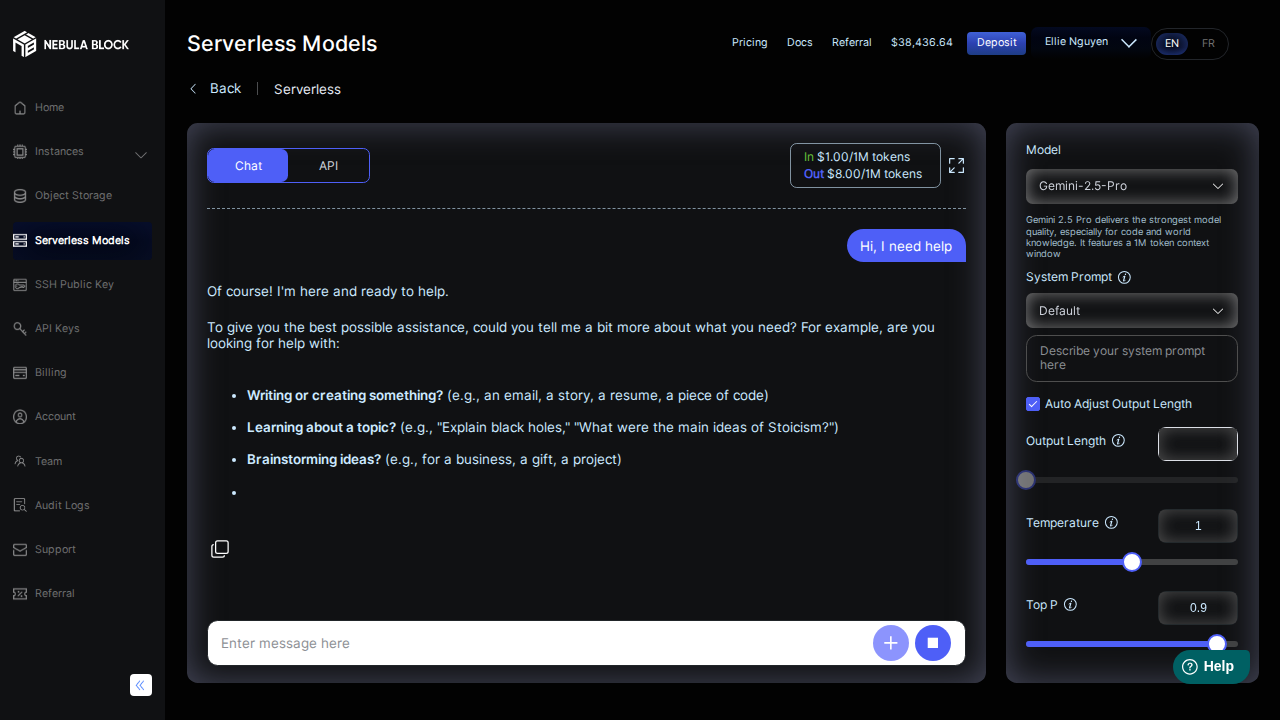 NEBULA BLOCK
Serverless Models
Pricing
Docs
Referral
$38,436.64
Deposit
Ellie Nguyen
EN
FR
Back
Serverless
Home
Instances
Object Storage
Serverless Models
SSH Public Key
API Keys
Billing
Account
Team
Audit Logs
Support
Referral
Chat
API
In $1.00/1M tokens
Out $8.00/1M tokens
Hi, I need help
Of course! I'm here and ready to help.
To give you the best possible assistance, could you tell me a bit more about what you need? For example, are you
looking for help with:
• Writing or creating something? (e.g., an email, a story, a resume, a piece of code)
• Learning about a topic? (e.g., "Explain black holes," "What were the main ideas of Stoicism?")
• Brainstorming ideas? (e.g., for a business, a gift, a project)
•
Enter message here
Model
Gemini-2.5-Pro
Gemini 2.5 Pro delivers the strongest model
quality, especially for code and world
knowledge. It features a 1M token context
window
System Prompt
Default
Describe your system prompt
here
Auto Adjust Output Length
Output Length
Temperature
1
Top P
0.9
Help